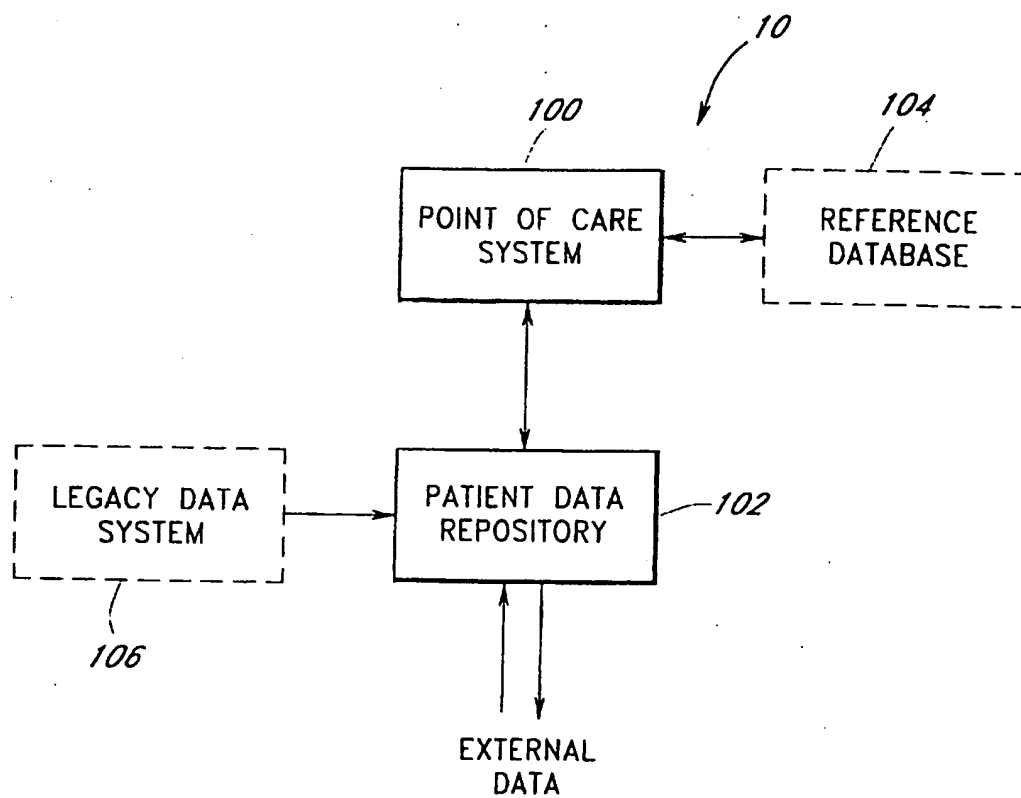 10
100
104
POINT OF CARE
SYSTEM
REFERENCE
DATABASE
LEGACY DATA
SYSTEM
PATIENT DATA
REPOSITORY
102
106
EXTERNAL
DATA